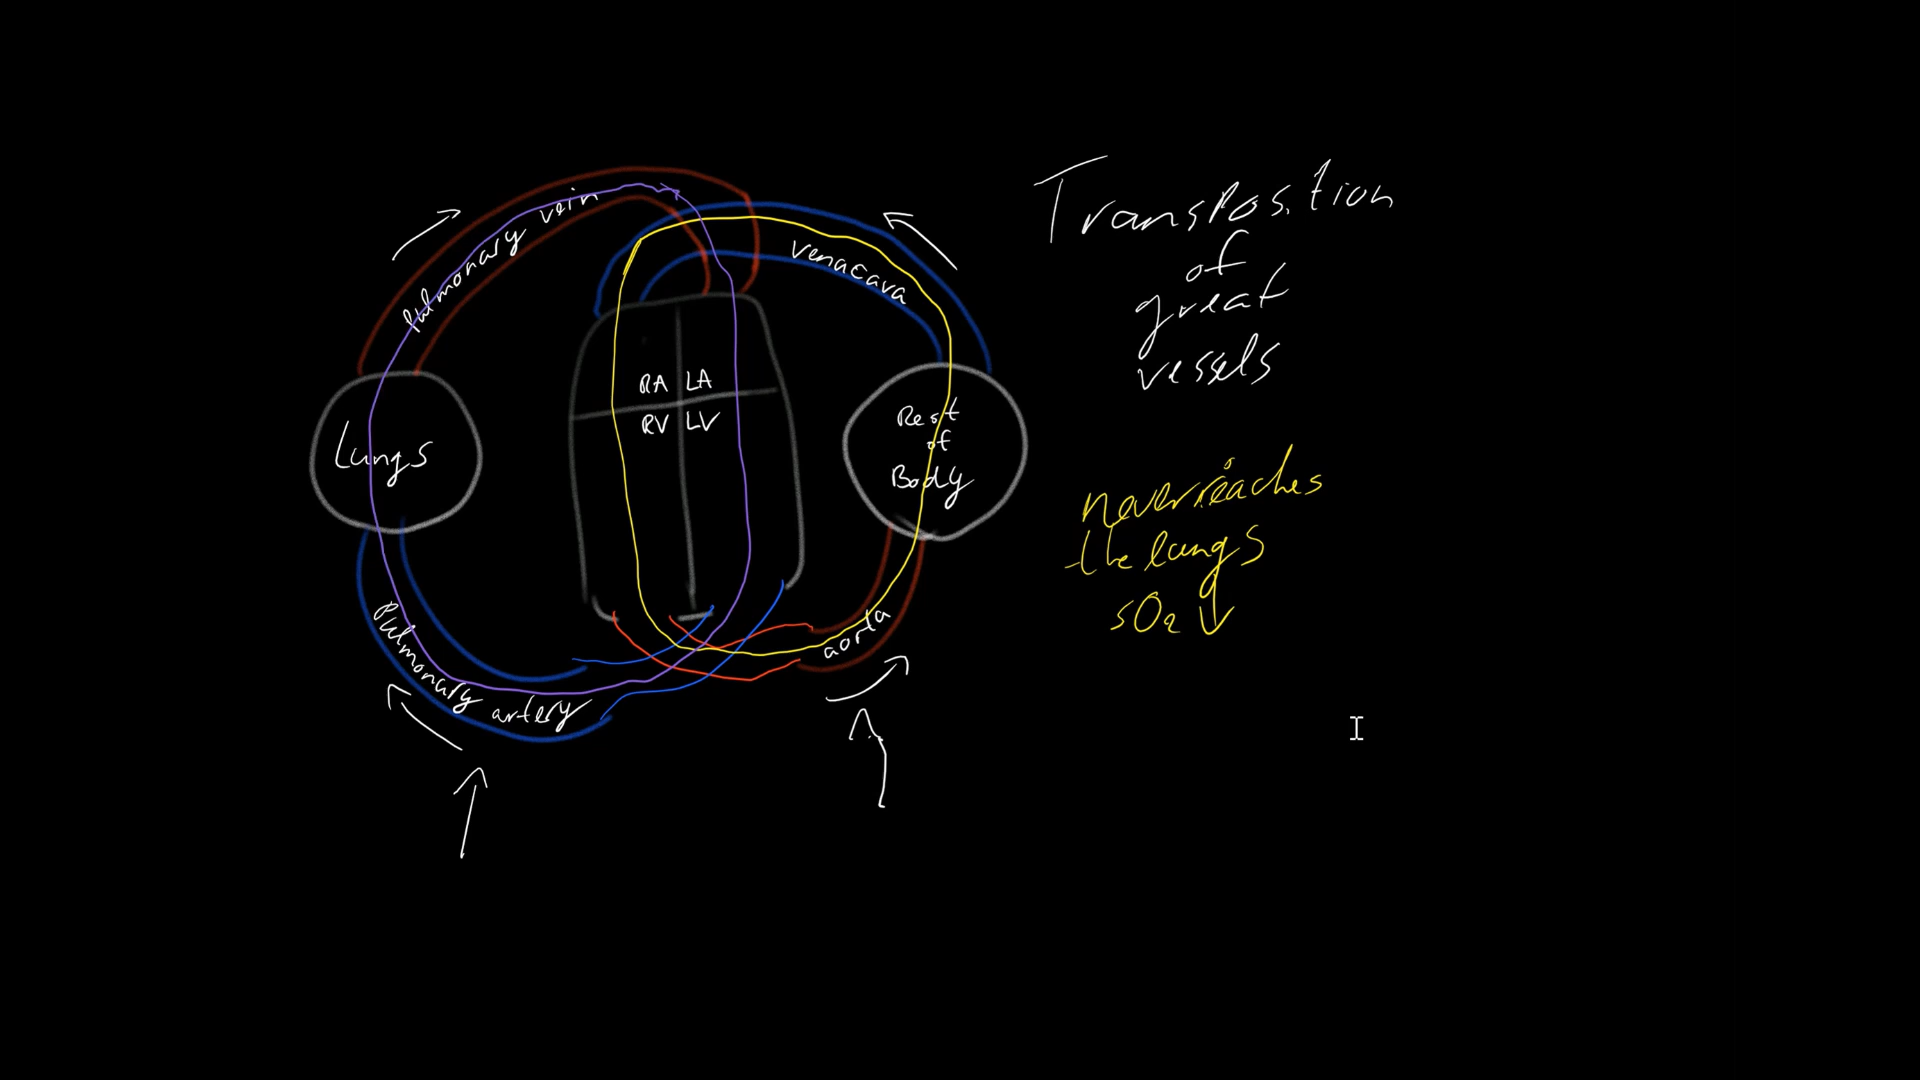 Transposition
of
great
vessels
Pulmonary vein
venacava
RA LA
RV LV
Lungs
Rest
of
Body
never reaches
the lungs
sO2 ↓
Pulmonary artery
aorta